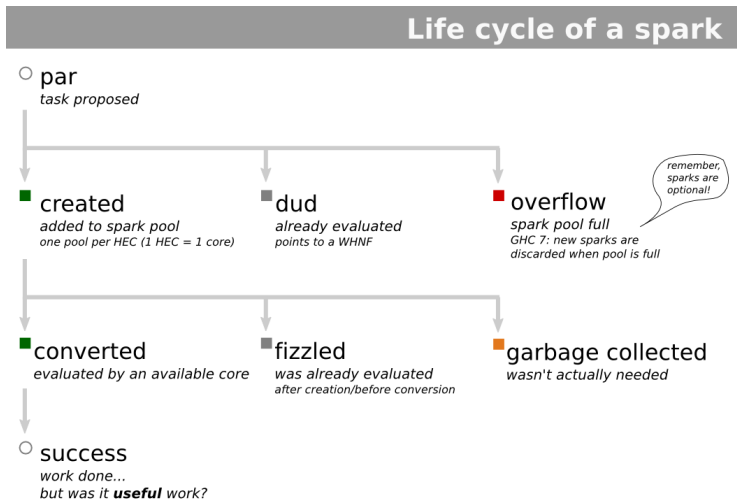 Life cycle of a spark
par
task proposed
created
added to spark pool
one pool per HEC (1 HEC = 1 core)
dud
already evaluated
points to a WHNF
overflow
spark pool full
GHC 7: new sparks are
discarded when pool is full
remember,
sparks are
optional!
converted
evaluated by an available core
fizzled
was already evaluated
after creation/before conversion
garbage collected
wasn't actually needed
success
work done...
but was it useful work?